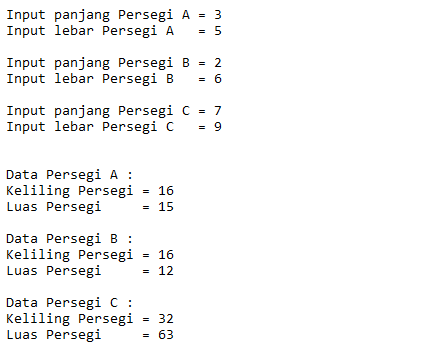 Input panjang Persegi A = 3
Input lebar Persegi A   = 5

Input panjang Persegi B = 2
Input lebar Persegi B   = 6

Input panjang Persegi C = 7
Input lebar Persegi C   = 9


Data Persegi A :
Keliling Persegi = 16
Luas Persegi     = 15

Data Persegi B :
Keliling Persegi = 16
Luas Persegi     = 12

Data Persegi C :
Keliling Persegi = 32
Luas Persegi     = 63